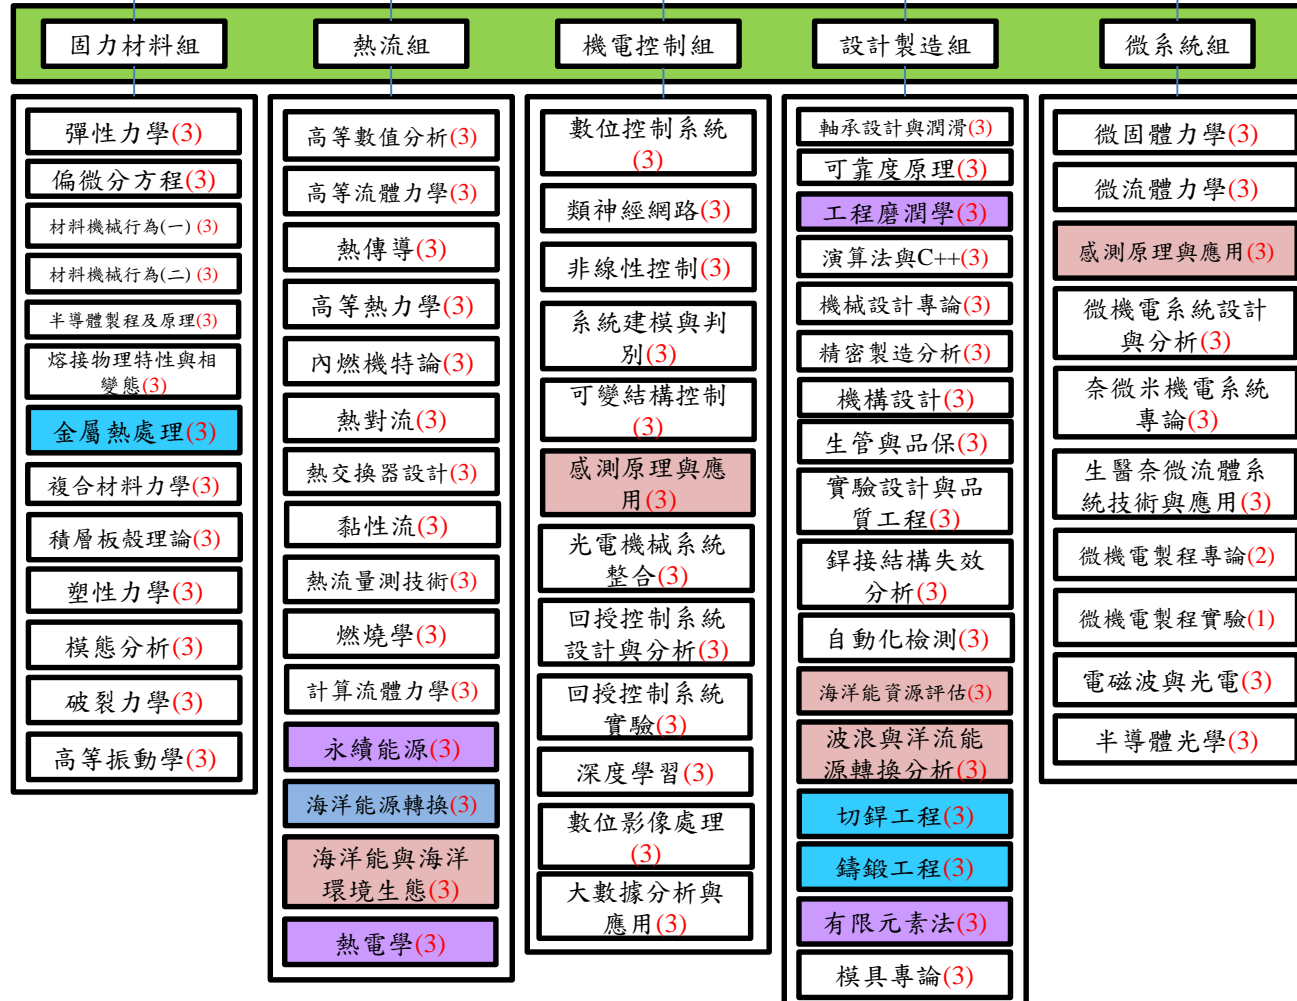 固力材料組
熱流組
機電控制組
設計製造組
微系統組
彈性力學(3)
偏微分方程(3)
材料機械行為(一) (3)
材料機械行為(二) (3)
半導體製程及原理(3)
熔接物理特性與相
變態(3)
金屬熱處理(3)
複合材料力學(3)
積層板殼理論(3)
塑性力學(3)
模態分析(3)
破裂力學(3)
高等振動學(3)
高等數值分析(3)
高等流體力學(3)
熱傳導(3)
高等熱力學(3)
內燃機特論(3)
熱對流(3)
熱交換器設計(3)
黏性流(3)
熱流量測技術(3)
燃燒學(3)
計算流體力學(3)
永續能源(3)
海洋能源轉換(3)
海洋能與海洋
環境生態(3)
熱電學(3)
數位控制系統
(3)
類神經網路(3)
非線性控制(3)
系統建模與判
別(3)
可變結構控制
(3)
感測原理與應
用(3)
光電機械系統
整合(3)
回授控制系統
設計與分析(3)
回授控制系統
實驗(3)
深度學習(3)
數位影像處理
(3)
大數據分析與
應用(3)
軸承設計與潤滑(3)
可靠度原理(3)
工程磨潤學(3)
演算法與C++(3)
機械設計專論(3)
精密製造分析(3)
機構設計(3)
生管與品保(3)
實驗設計與品
質工程(3)
銲接結構失效
分析(3)
自動化檢測(3)
海洋能資源評估(3)
波浪與洋流能
源轉換分析(3)
切銲工程(3)
鑄鍛工程(3)
有限元素法(3)
模具專論(3)
微固體力學(3)
微流體力學(3)
感測原理與應用(3)
微機電系統設計
與分析(3)
奈微米機電系統
專論(3)
生醫奈微流體系
統技術與應用(3)
微機電製程專論(2)
微機電製程實驗(1)
電磁波與光電(3)
半導體光學(3)